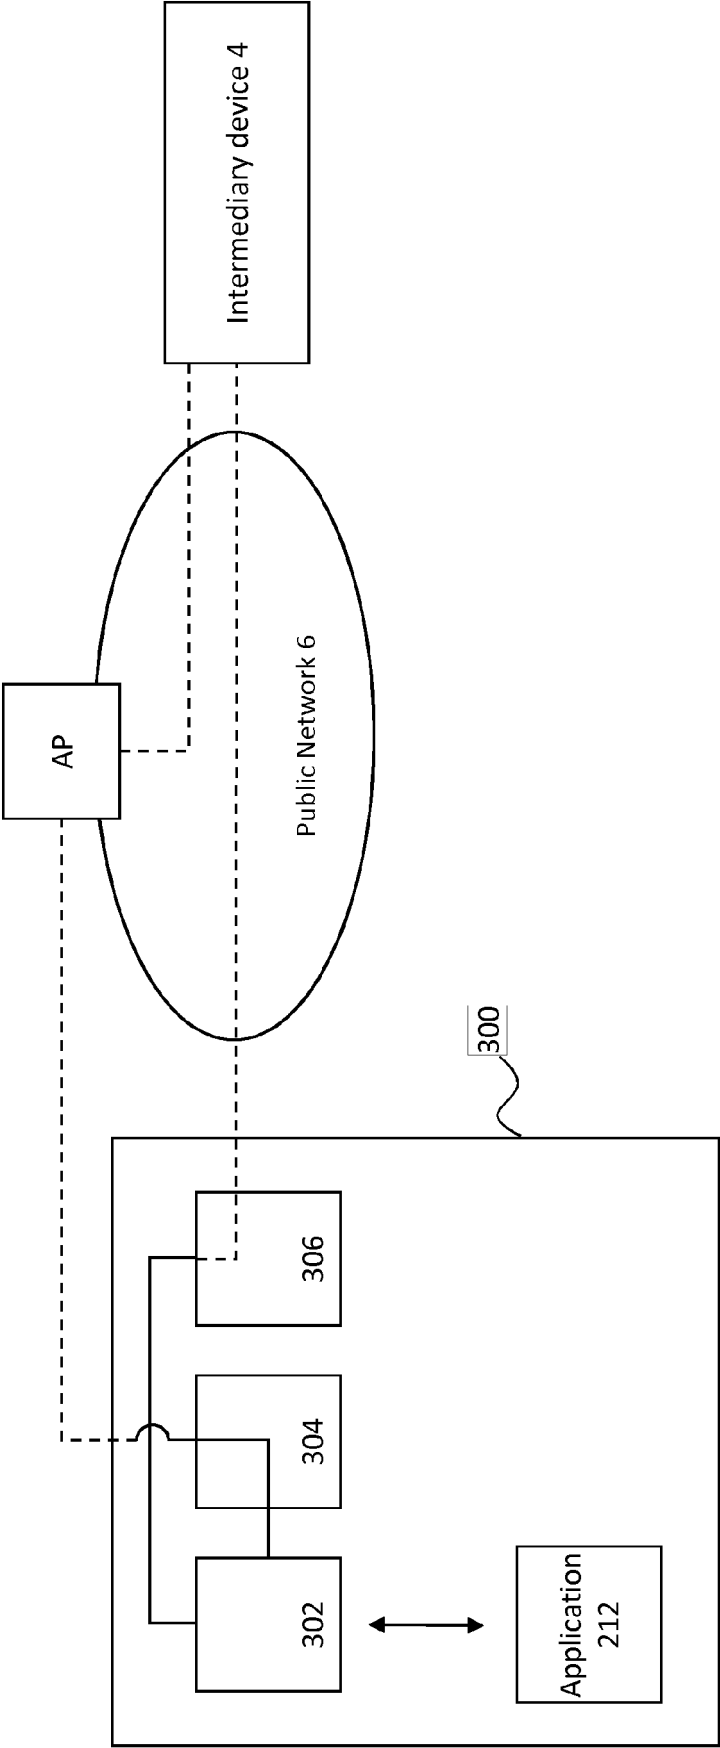 AP
Intermediary device 4
Public Network 6
300
302
304
306
Application
212